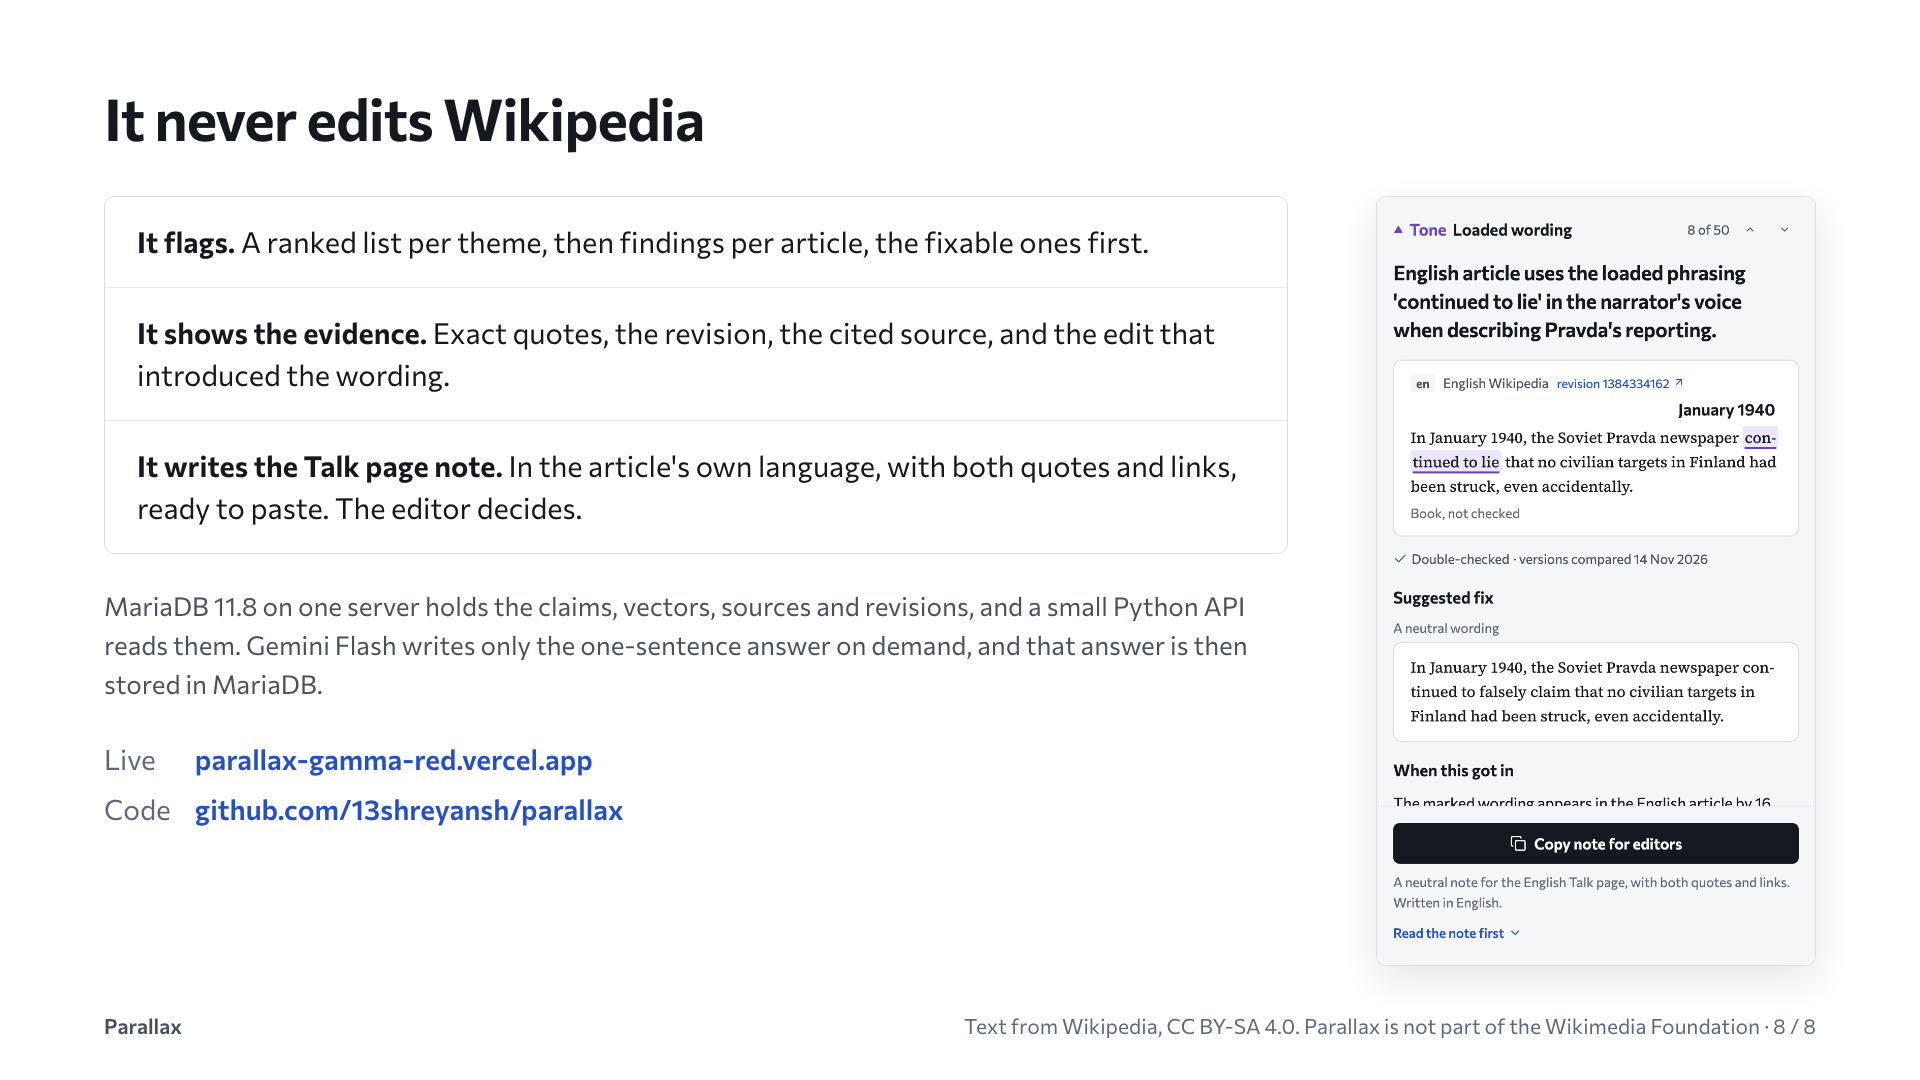 It never edits Wikipedia
It flags. A ranked list per theme, then findings per article, the fixable ones first.
It shows the evidence. Exact quotes, the revision, the cited source, and the edit that
introduced the wording.
It writes the Talk page note. In the article's own language, with both quotes and links,
ready to paste. The editor decides.
MariaDB 11.8 on one server holds the claims, vectors, sources and revisions, and a small Python API
reads them. Gemini Flash writes only the one-sentence answer on demand, and that answer is then
stored in MariaDB.
Live parallax-gamma-red.vercel.app
Code github.com/13shreyansh/parallax
Tone Loaded wording 8 of 50
English article uses the loaded phrasing
'continued to lie' in the narrator's voice
when describing Pravda's reporting.
en English Wikipedia revision 1384334162
January 1940
In January 1940, the Soviet Pravda newspaper con-
tinued to lie that no civilian targets in Finland had
been struck, even accidentally.
Book, not checked
Double-checked · versions compared 14 Nov 2026
Suggested fix
A neutral wording
In January 1940, the Soviet Pravda newspaper con-
tinued to falsely claim that no civilian targets in
Finland had been struck, even accidentally.
When this got in
The marked wording appears in the English article by 16
Copy note for editors
A neutral note for the English Talk page, with both quotes and links.
Written in English.
Read the note first
Parallax
Text from Wikipedia, CC BY-SA 4.0. Parallax is not part of the Wikimedia Foundation · 8 / 8